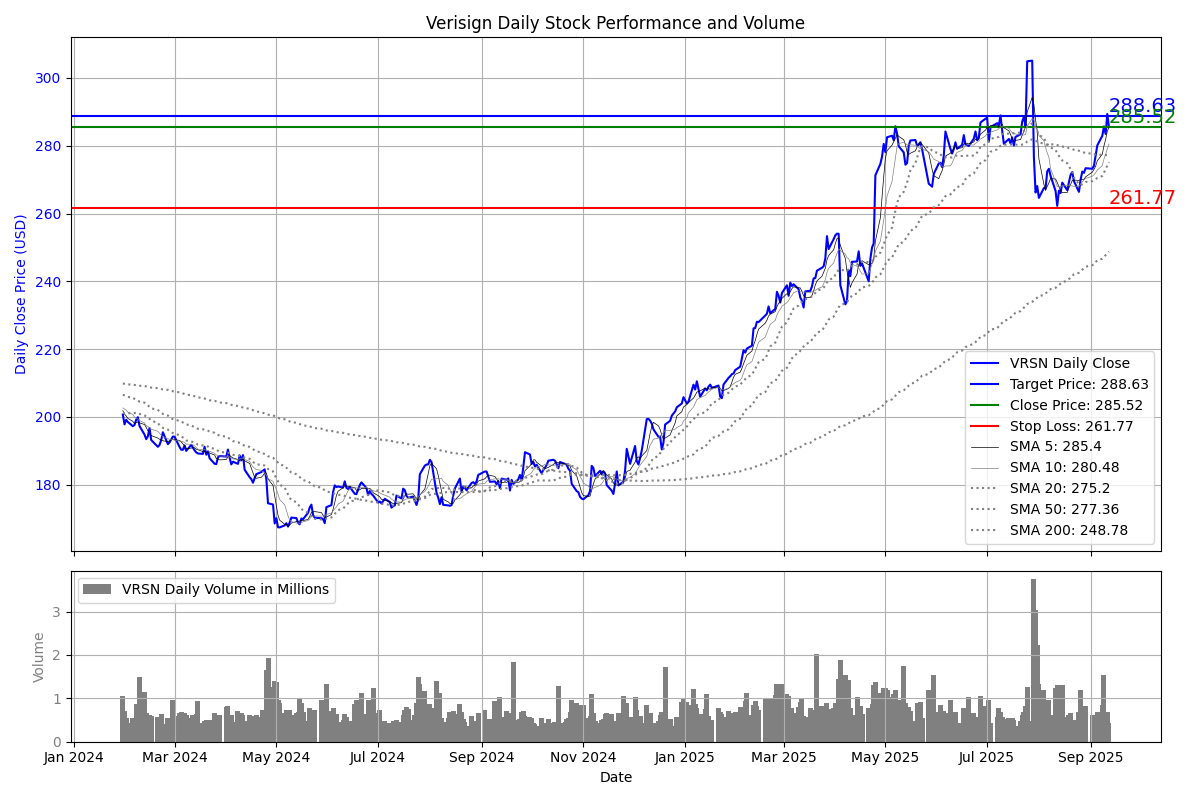 Verisign Daily Stock Performance and Volume
Daily Close Price (USD)
300
280
260
240
220
200
180
288.63
285.52
261.77
VRSN Daily Close
Target Price: 288.63
Close Price: 285.52
Stop Loss: 261.77
SMA 5: 285.4
SMA 10: 280.48
SMA 20: 275.2
SMA 50: 277.36
SMA 200: 248.78
VRSN Daily Volume in Millions
Volume
3
2
1
0
Jan 2024 Mar 2024 May 2024 Jul 2024 Sep 2024 Nov 2024 Jan 2025 Mar 2025 May 2025 Jul 2025 Sep 2025
Date